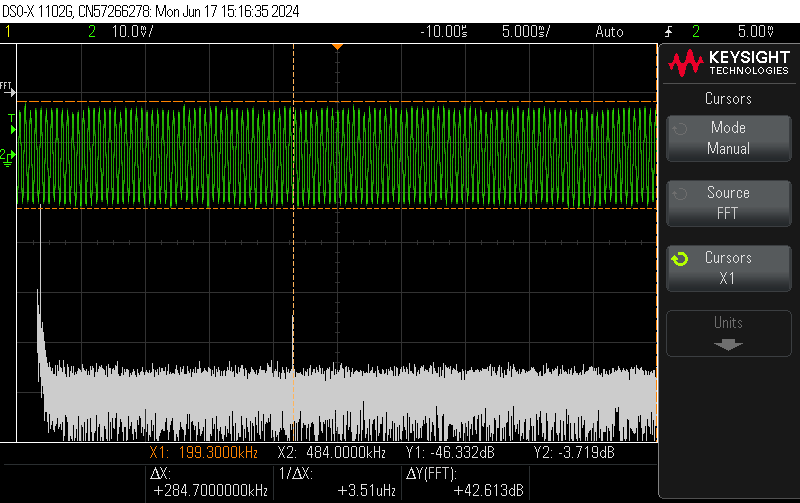 DSO-X 1102G, CN57266278: Mon Jun 17 15:16:35 2024
1 2 10.0V/ -10.00µs 5.000s/ Auto 2 5.00V
FFT
T
2
KEYSIGHT
TECHNOLOGIES
Cursors
Mode
Manual
Source
FFT
Cursors
X1
Units
X1: 199.3000kHz X2: 484.0000kHz Y1: -46.332dB Y2: -3.719dB
ΔX: 1/ΔX: ΔY(FFT):
+284.7000000kHz +3.51uHz +42.613dB